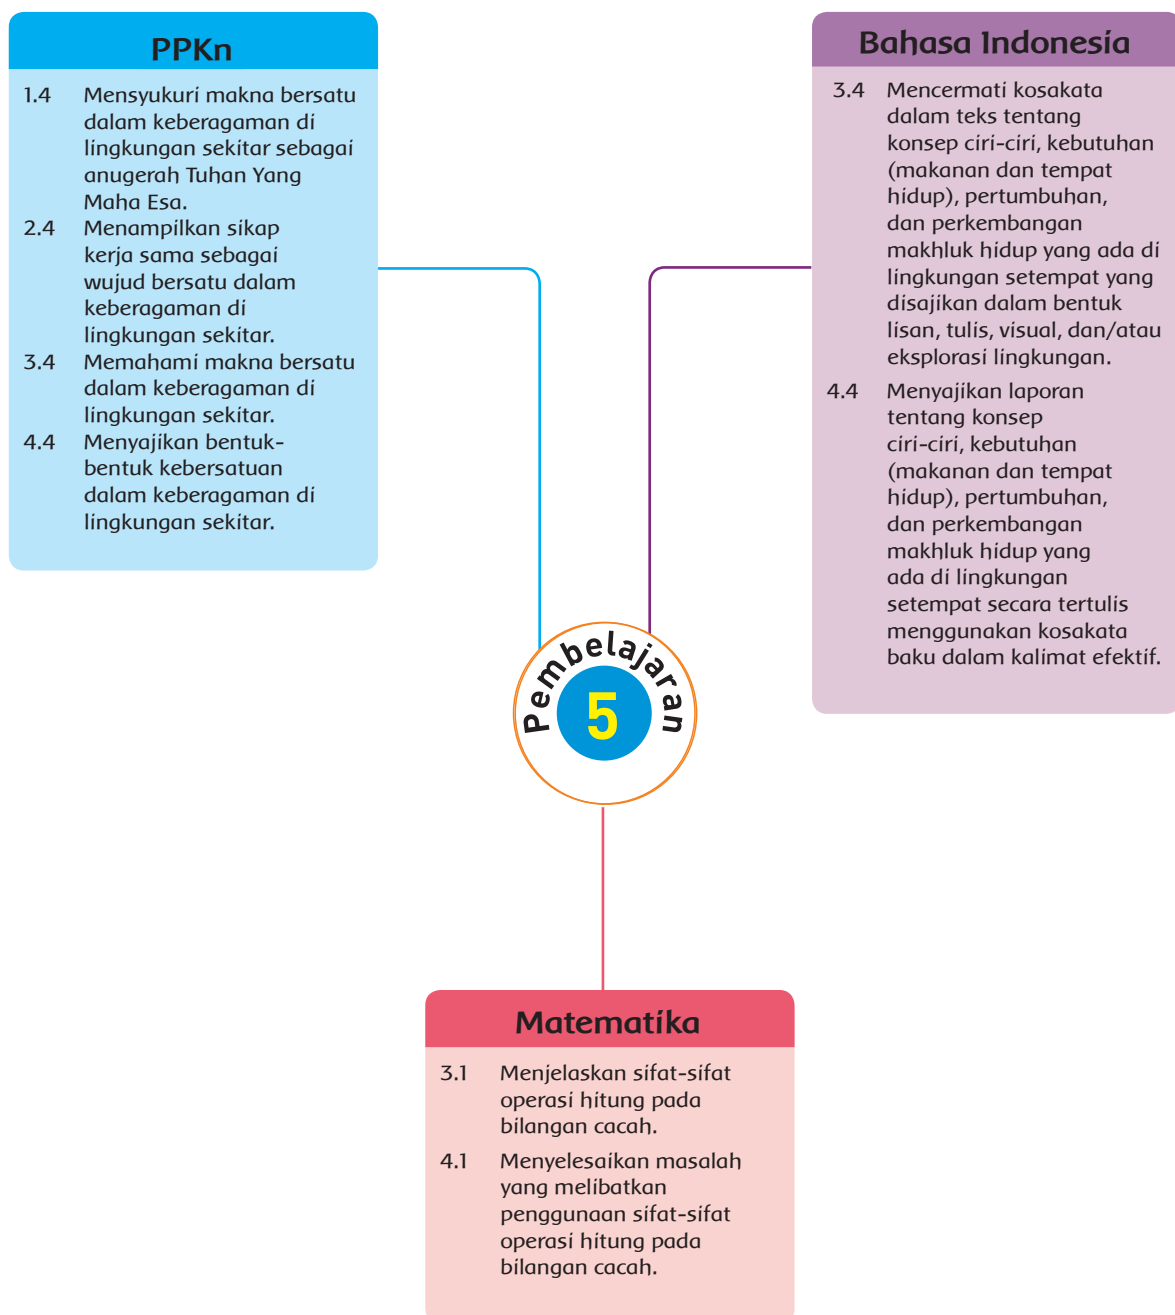 PPKn
1.4 Mensyukuri makna bersatu
dalam keberagaman di
lingkungan sekitar sebagai
anugerah Tuhan Yang
Maha Esa.
2.4 Menampilkan sikap
kerja sama sebagai
wujud bersatu dalam
keberagaman di
lingkungan sekitar.
3.4 Memahami makna bersatu
dalam keberagaman di
lingkungan sekitar.
4.4 Menyajikan bentuk-
bentuk kebersatuan
dalam keberagaman di
lingkungan sekitar.
Bahasa Indonesia
3.4 Mencermati kosakata
dalam teks tentang
konsep ciri-ciri, kebutuhan
(makanan dan tempat
hidup), pertumbuhan,
dan perkembangan
makhluk hidup yang ada di
lingkungan setempat yang
disajikan dalam bentuk
lisan, tulis, visual, dan/atau
eksplorasi lingkungan.
4.4 Menyajikan laporan
tentang konsep
ciri-ciri, kebutuhan
(makanan dan tempat
hidup), pertumbuhan,
dan perkembangan
makhluk hidup yang
ada di lingkungan
setempat secara tertulis
menggunakan kosakata
baku dalam kalimat efektif.
Pembelajaran
5
Matematika
3.1 Menjelaskan sifat-sifat
operasi hitung pada
bilangan cacah.
4.1 Menyelesaikan masalah
yang melibatkan
penggunaan sifat-sifat
operasi hitung pada
bilangan cacah.